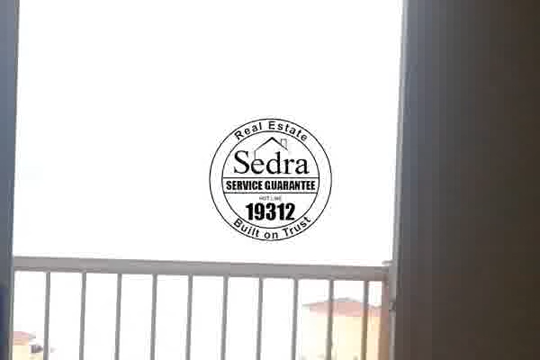 Real Estate
Sedra
SERVICE GUARANTEE
HOT LINE
19312
Built on Trust